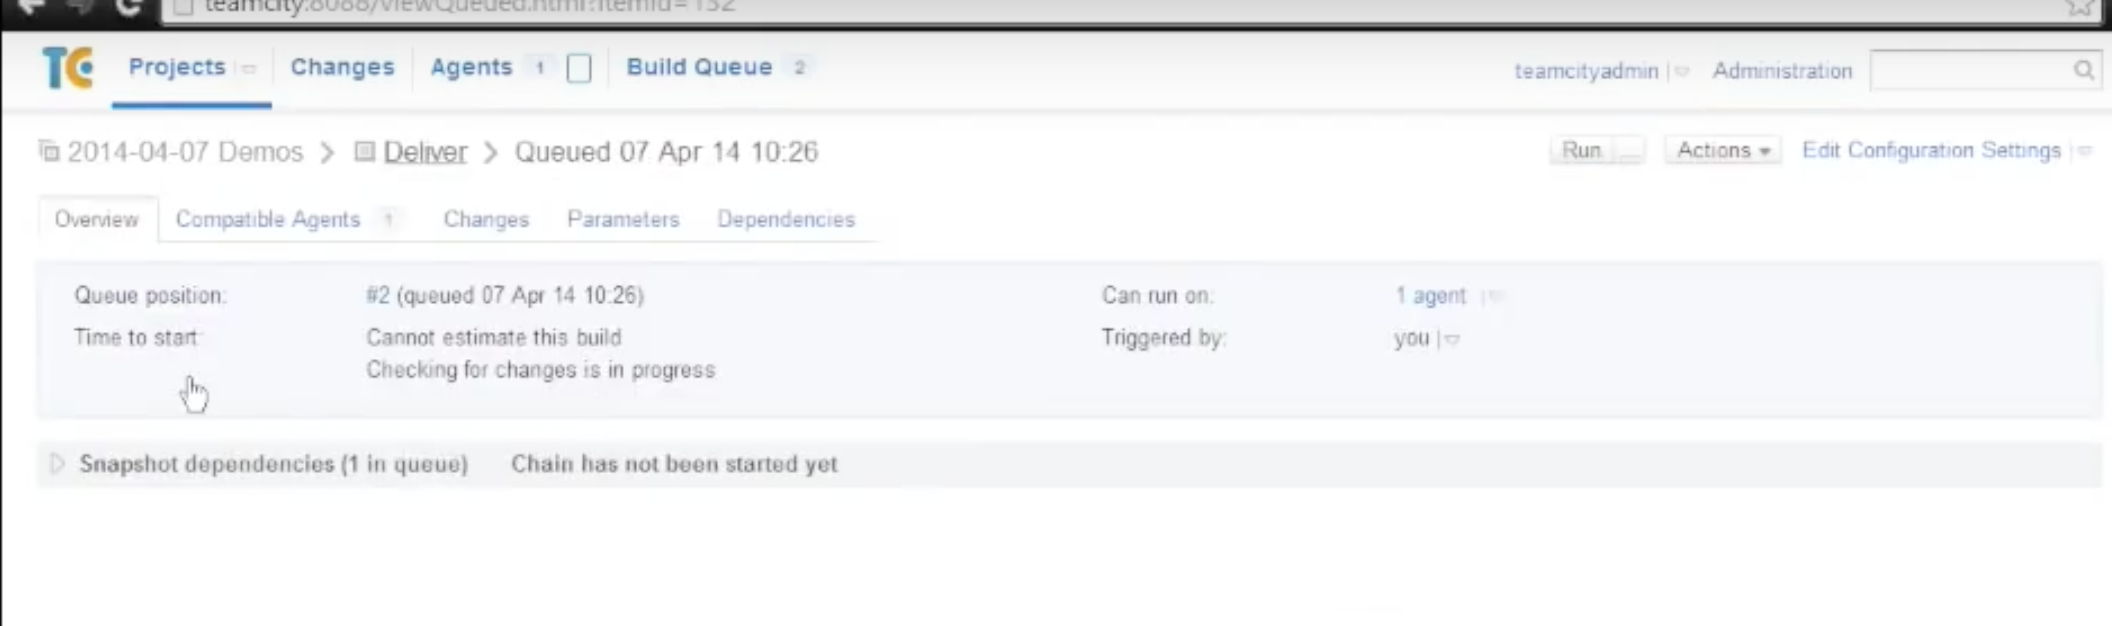 teamcity:8088/viewQueued.html?itemId=132
TC Projects Changes Agents 1 Build Queue 2 teamcityadmin Administration
2014-04-07 Demos > Deliver > Queued 07 Apr 14 10:26 Run ... Actions Edit Configuration Settings
Overview Compatible Agents 1 Changes Parameters Dependencies
Queue position: #2 (queued 07 Apr 14 10:26) Can run on: 1 agent
Time to start: Cannot estimate this build Triggered by: you
Checking for changes is in progress
Snapshot dependencies (1 in queue) Chain has not been started yet